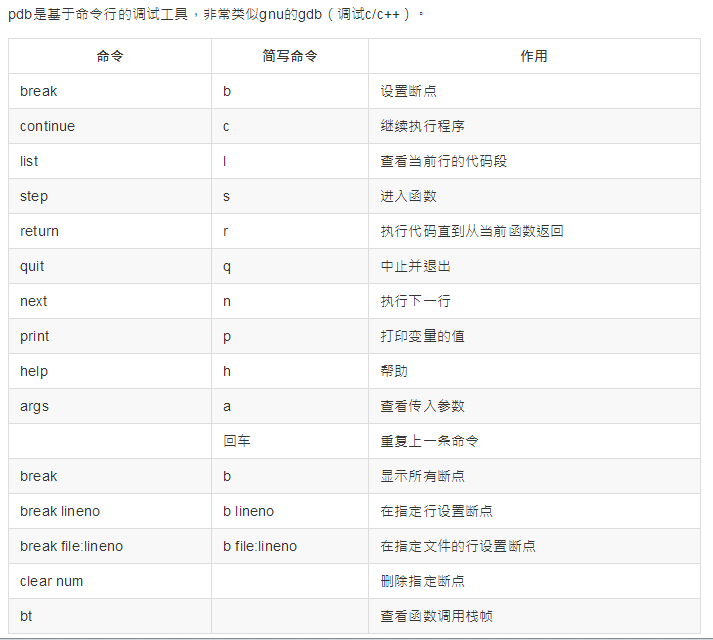 pdb是基于命令行的调试工具，非常类似gnu的gdb（调试c/c++）。
命令 简写命令 作用
break b 设置断点
continue c 继续执行程序
list l 查看当前行的代码段
step s 进入函数
return r 执行代码直到从当前函数返回
quit q 中止并退出
next n 执行下一行
print p 打印变量的值
help h 帮助
args a 查看传入参数
回车 重复上一条命令
break b 显示所有断点
break lineno b lineno 在指定行设置断点
break file:lineno b file:lineno 在指定文件的行设置断点
clear num 删除指定断点
bt 查看函数调用栈帧